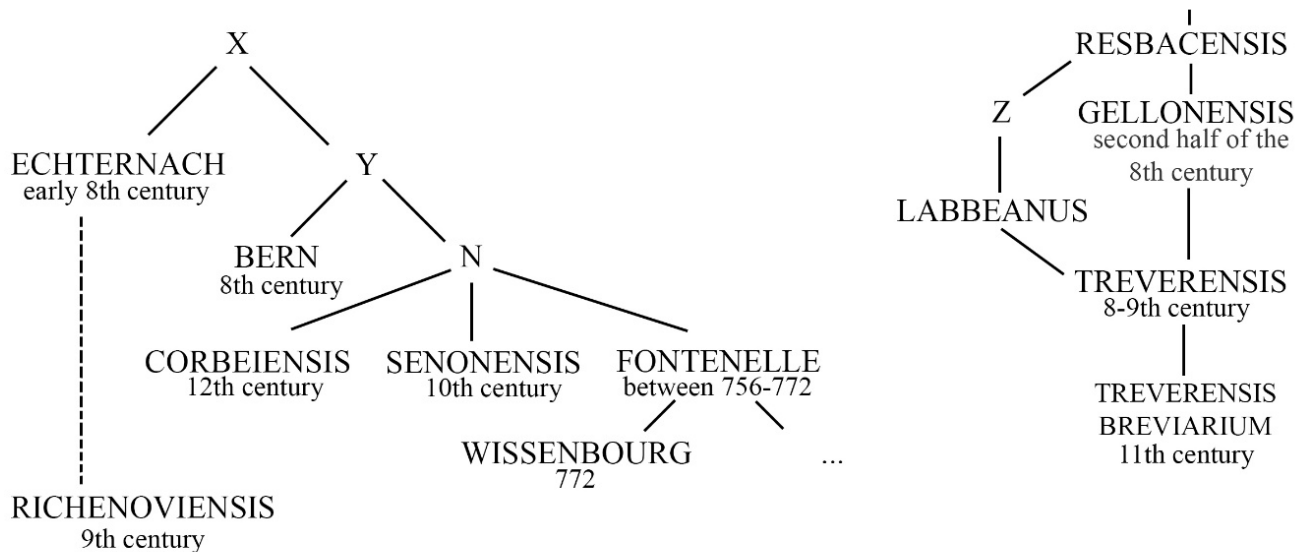 X
ECHTERNACH
early 8th century
Y
BERN
8th century
N
CORBEIENSIS
12th century
SENONENSIS
10th century
FONTENELLE
between 756-772
WISSENBOURG
772
...
RICHENOVIENSIS
9th century
RESBACENSIS
Z
GELLONENSIS
second half of the
8th century
LABBEANUS
TREVERENSIS
8-9th century
TREVERENSIS
BREVIARIUM
11th century